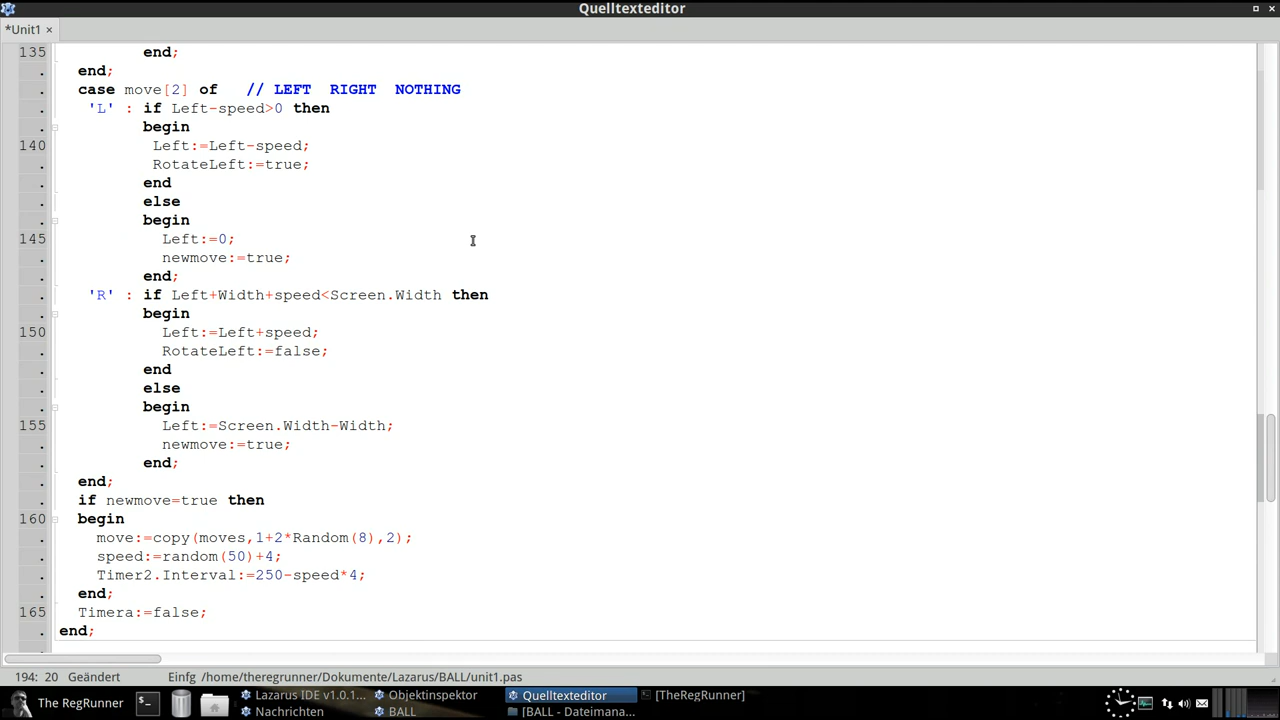 Quelltexteditor
*Unit1
135 end;
. end;
. case move[2] of // LEFT RIGHT NOTHING
. 'L' : if Left-speed>0 then
. begin
140 Left:=Left-speed;
. RotateLeft:=true;
. end
. else
. begin
145 Left:=0;
. newmove:=true;
. end;
. 'R' : if Left+Width+speed<Screen.Width then
. begin
150 Left:=Left+speed;
. RotateLeft:=false;
. end
. else
. begin
155 Left:=Screen.Width-Width;
. newmove:=true;
. end;
. end;
. if newmove=true then
160 begin
. move:=copy(moves,1+2*Random(8),2);
. speed:=random(50)+4;
. Timer2.Interval:=250-speed*4;
. end;
165 Timera:=false;
. end;
194: 20 Geändert Einfg /home/theregrunner/Dokumente/Lazarus/BALL/unit1.pas
The RegRunner
Lazarus IDE v1.0.1... Objektinspektor Quelltexteditor [TheRegRunner]
Nachrichten BALL [BALL - Dateimana...